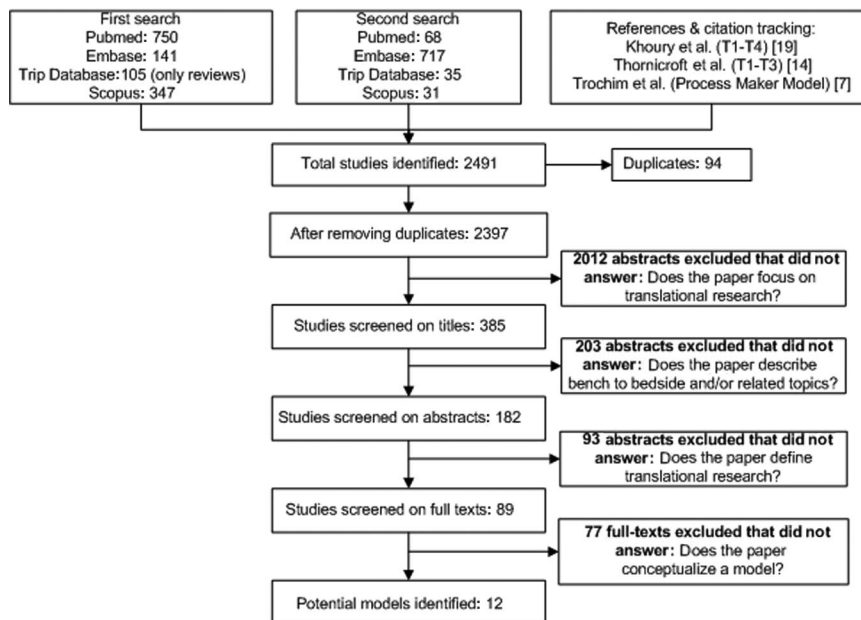 First search
Pubmed: 750
Embase: 141
Trip Database:105 (only reviews)
Scopus: 347
Second search
Pubmed: 68
Embase: 717
Trip Database: 35
Scopus: 31
References & citation tracking:
Khoury et al. (T1-T4) [19]
Thornicroft et al. (T1-T3) [14]
Trochim et al. (Process Maker Model) [7]
Total studies identified: 2491
Duplicates: 94
After removing duplicates: 2397
2012 abstracts excluded that did not
answer: Does the paper focus on
translational research?
Studies screened on titles: 385
203 abstracts excluded that did not
answer: Does the paper describe
bench to bedside and/or related topics?
Studies screened on abstracts: 182
93 abstracts excluded that did not
answer: Does the paper define
translational research?
Studies screened on full texts: 89
77 full-texts excluded that did not
answer: Does the paper
conceptualize a model?
Potential models identified: 12